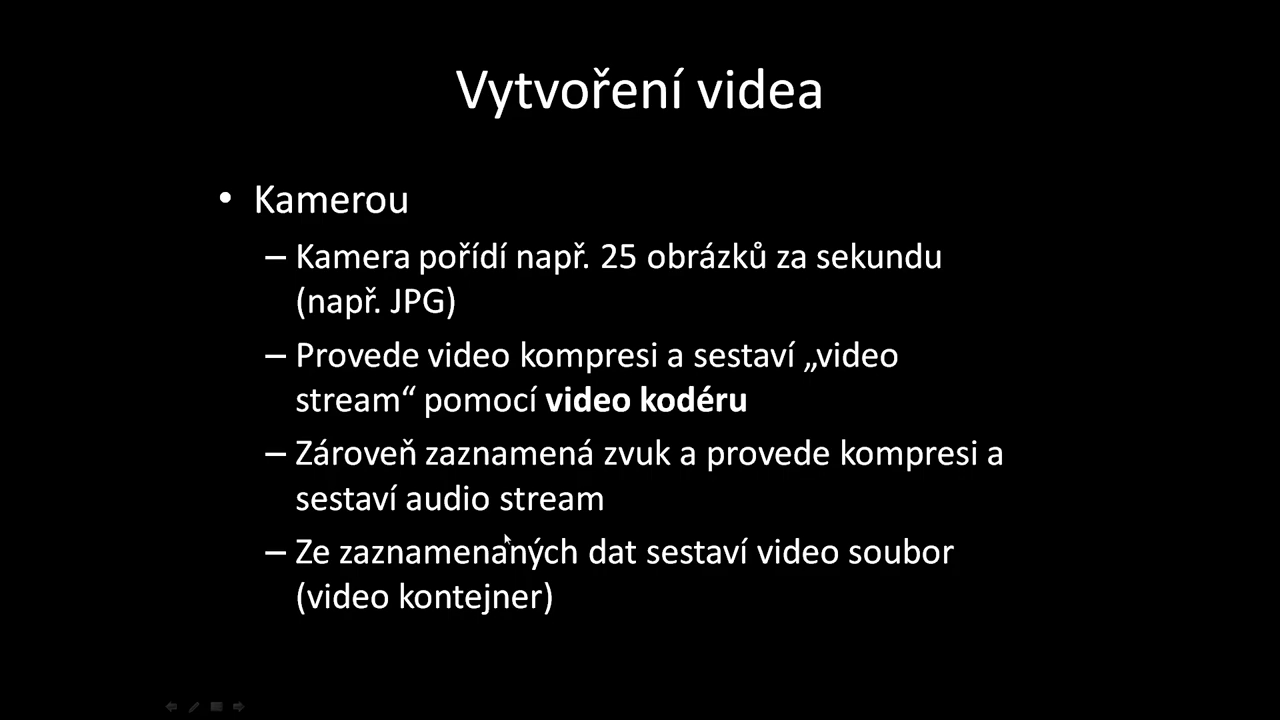 Vytvoření videa
• Kamerou
– Kamera pořídí např. 25 obrázků za sekundu
(např. JPG)
– Provede video kompresi a sestaví „video
stream“ pomocí video kodéru
– Zároveň zaznamená zvuk a provede kompresi a
sestaví audio stream
– Ze zaznamenaných dat sestaví video soubor
(video kontejner)